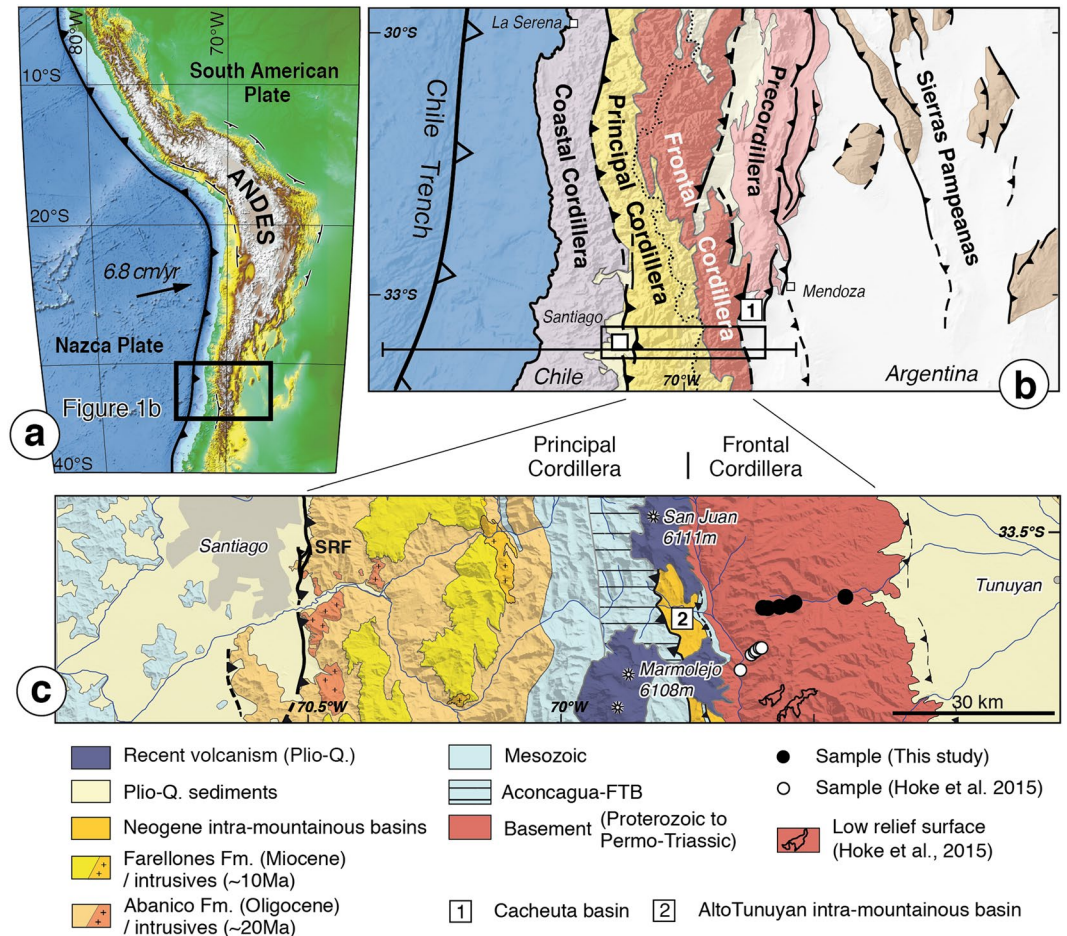 80°W
70°W
10°S
South American
Plate
ANDES
20°S
6.8 cm/yr
Nazca Plate
Figure 1b
a
40°S
30°S
La Serena
Chile Trench
Coastal Cordillera
Principal Cordillera
Frontal Cordillera
Precordillera
Sierras Pampeanas
33°S
Mendoza
1
Santiago
70°W
Chile
Argentina
b
Principal
Cordillera
Frontal
Cordillera
Santiago
SRF
San Juan
6111m
33.5°S
Tunuyan
2
Marmolejo
6108m
c
70.5°W
70°W
30 km
Recent volcanism (Plio-Q.)
Plio-Q. sediments
Neogene intra-mountainous basins
Farellones Fm. (Miocene)
/ intrusives (~10Ma)
Abanico Fm. (Oligocene)
/ intrusives (~20Ma)
Mesozoic
Aconcagua-FTB
Basement (Proterozoic to
Permo-Triassic)
Sample (This study)
Sample (Hoke et al. 2015)
Low relief surface
(Hoke et al., 2015)
1 Cacheuta basin
2 AltoTunuyan intra-mountainous basin